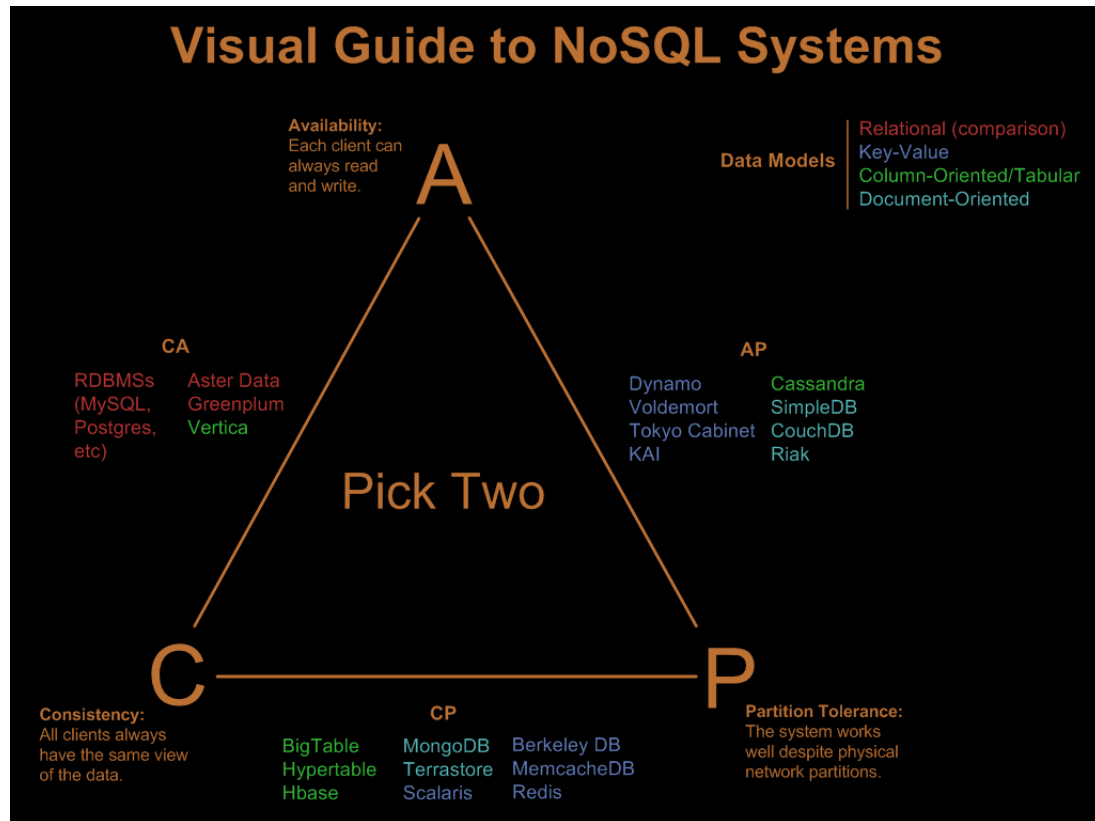 Visual Guide to NoSQL Systems
Availability:
Each client can
always read
and write.
A
Data Models
Relational (comparison)
Key-Value
Column-Oriented/Tabular
Document-Oriented
CA
RDBMSs
(MySQL,
Postgres,
etc)
Aster Data
Greenplum
Vertica
AP
Dynamo
Voldemort
Tokyo Cabinet
KAI
Cassandra
SimpleDB
CouchDB
Riak
Pick Two
C
Consistency:
All clients always
have the same view
of the data.
CP
BigTable
Hypertable
Hbase
MongoDB
Terrastore
Scalaris
Berkeley DB
MemcacheDB
Redis
P
Partition Tolerance:
The system works
well despite physical
network partitions.